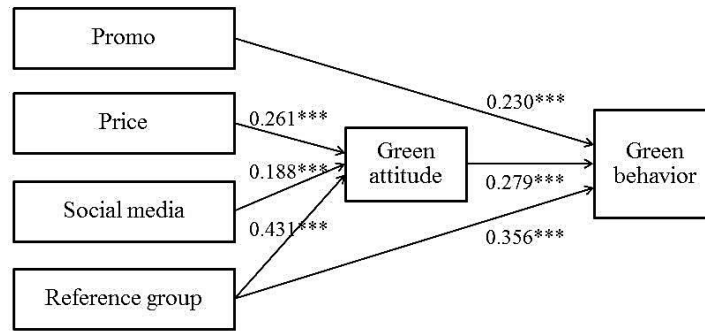 Promo
0.230***
Price
0.261***
Green
attitude
Green
behavior
0.188***
0.279***
Social media
0.431***
0.356***
Reference group